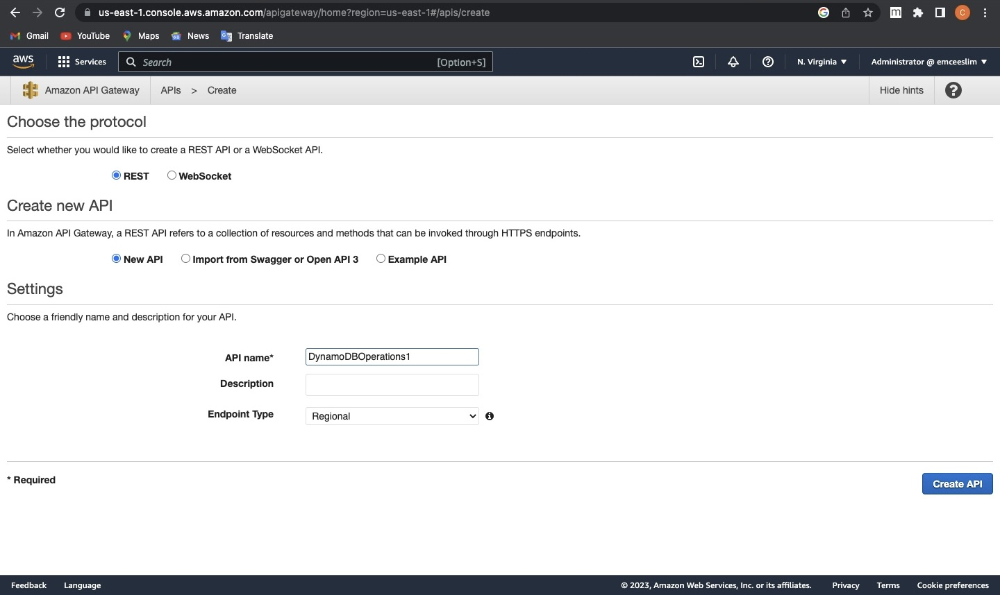 us-east-1.console.aws.amazon.com/apigateway/home?region=us-east-1#/apis/create
Gmail YouTube Maps News Translate
aws Services Search [Option+S] N. Virginia ▼ Administrator @ emceeslim ▼
Amazon API Gateway APIs > Create Hide hints
Choose the protocol
Select whether you would like to create a REST API or a WebSocket API.
REST WebSocket
Create new API
In Amazon API Gateway, a REST API refers to a collection of resources and methods that can be invoked through HTTPS endpoints.
New API Import from Swagger or Open API 3 Example API
Settings
Choose a friendly name and description for your API.
API name* DynamoDBOperations1
Description
Endpoint Type Regional
* Required Create API
Feedback Language © 2023, Amazon Web Services, Inc. or its affiliates. Privacy Terms Cookie preferences